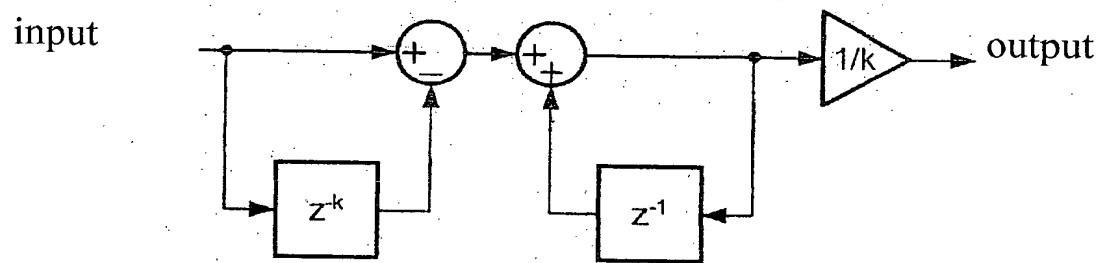 input
+
−
+
+
1/k
output
z⁻ᵏ
z⁻¹